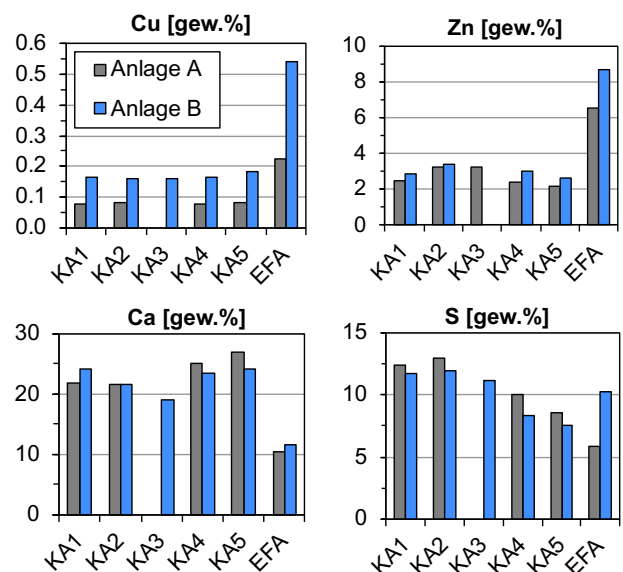 Cu [gew.%]
0.6
0.5
0.4
0.3
0.2
0.1
0.0
Anlage A
Anlage B
KA1
KA2
KA3
KA4
KA5
EFA
Zn [gew.%]
10
8
6
4
2
0
KA1
KA2
KA3
KA4
KA5
EFA
Ca [gew.%]
30
20
10
0
KA1
KA2
KA3
KA4
KA5
EFA
S [gew.%]
15
10
5
0
KA1
KA2
KA3
KA4
KA5
EFA